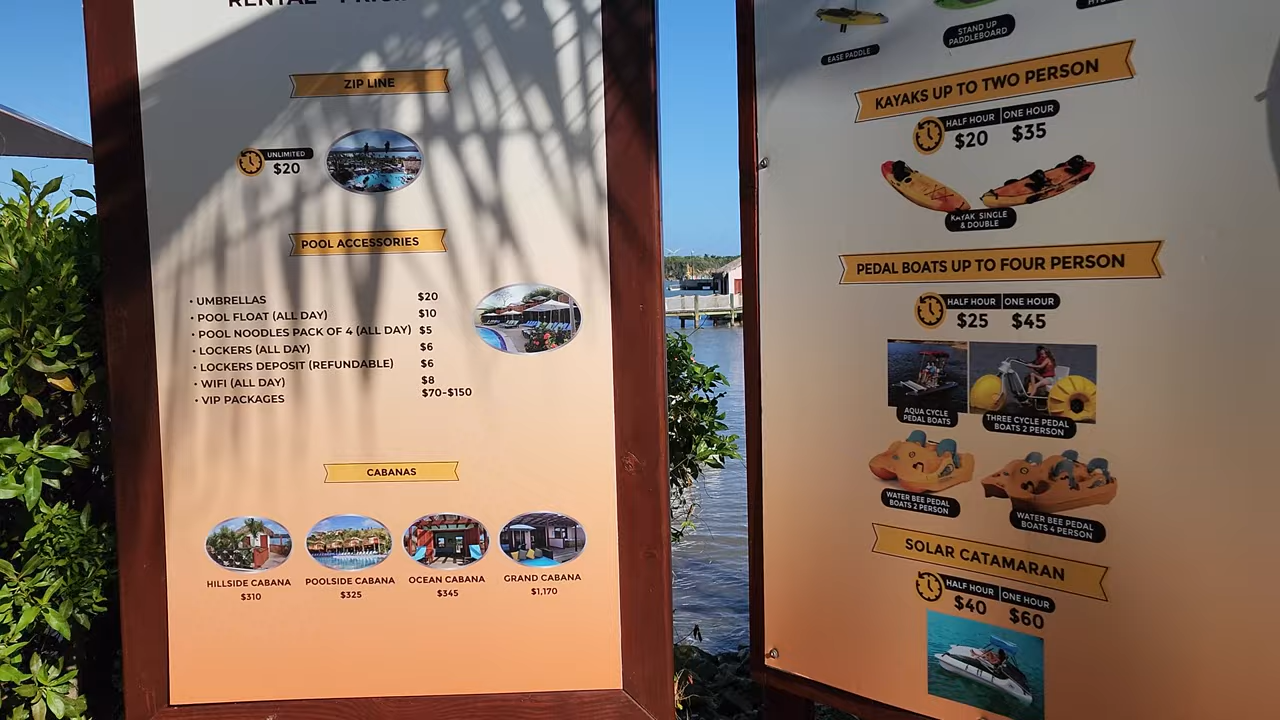 RENTAL
ZIP LINE
UNLIMITED
$20
POOL ACCESSORIES
• UMBRELLAS $20
• POOL FLOAT (ALL DAY) $10
• POOL NOODLES PACK OF 4 (ALL DAY) $5
• LOCKERS (ALL DAY) $6
• LOCKERS DEPOSIT (REFUNDABLE) $6
• WIFI (ALL DAY) $8
• VIP PACKAGES $70-$150
CABANAS
HILLSIDE CABANA POOLSIDE CABANA OCEAN CABANA GRAND CABANA
$310 $325 $345 $1,170
EASE PADDLE
STAND UP
PADDLEBOARD
KAYAKS UP TO TWO PERSON
HALF HOUR ONE HOUR
$20 $35
KAYAK SINGLE
& DOUBLE
PEDAL BOATS UP TO FOUR PERSON
HALF HOUR ONE HOUR
$25 $45
AQUA CYCLE
PEDAL BOATS
THREE CYCLE PEDAL
BOATS 2 PERSON
WATER BEE PEDAL
BOATS 2 PERSON
WATER BEE PEDAL
BOATS 4 PERSON
SOLAR CATAMARAN
HALF HOUR ONE HOUR
$40 $60